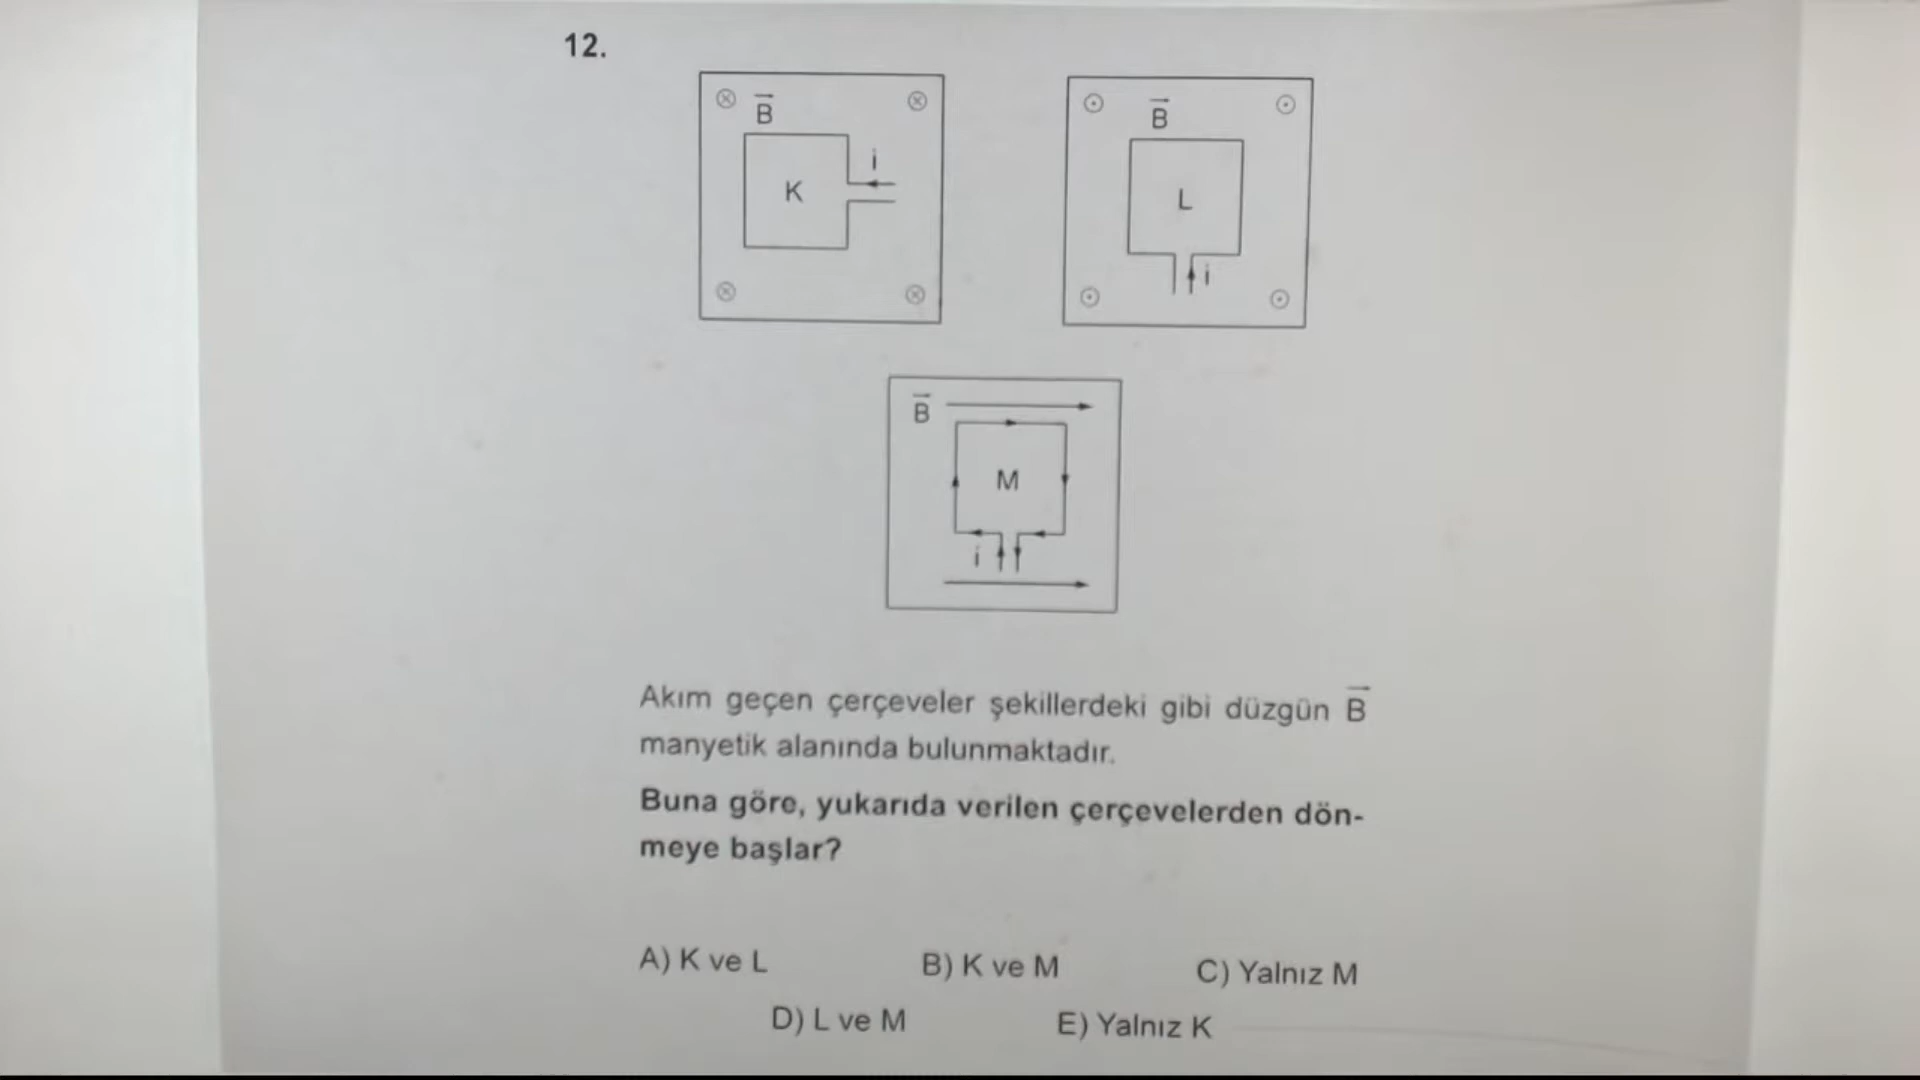 12.
B
i
K
B
L
i
B
M
i
Akım geçen çerçeveler şekillerdeki gibi düzgün B
manyetik alanında bulunmaktadır.
Buna göre, yukarıda verilen çerçevelerden dön-
meye başlar?
A) K ve L
B) K ve M
C) Yalnız M
D) L ve M
E) Yalnız K